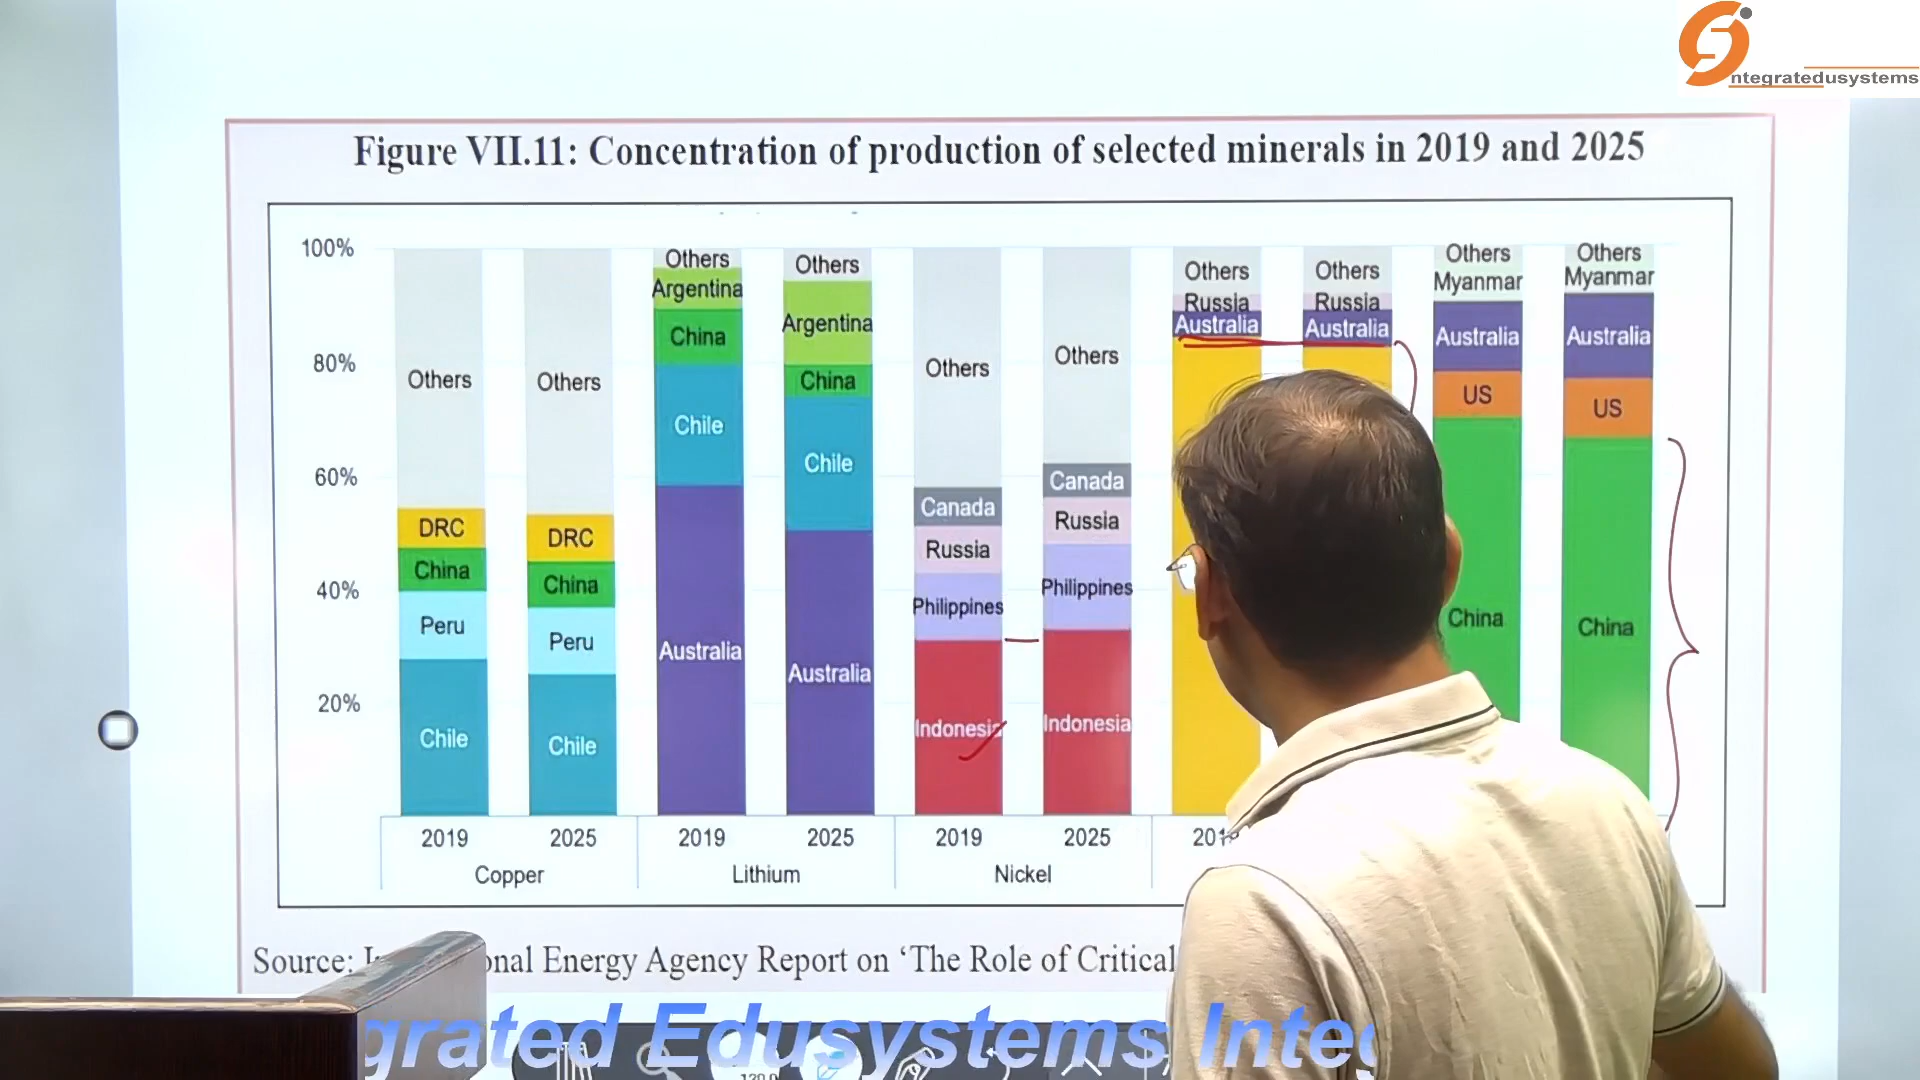 ntegratedusystems
Figure VII.11: Concentration of production of selected minerals in 2019 and 2025
100%
80%
60%
40%
20%
Others
DRC
China
Peru
Chile
Others
DRC
China
Peru
Chile
Others
Argentina
China
Chile
Australia
Others
Argentina
China
Chile
Australia
Others
Canada
Russia
Philippines
Indonesia
Others
Canada
Russia
Philippines
Indonesia
Others
Russia
Australia
Others
Russia
Australia
Others
Myanmar
Australia
US
China
Others
Myanmar
Australia
US
China
2019 2025 2019 2025 2019 2025
Copper Lithium Nickel
Source: onal Energy Agency Report on ‘The Role of Critical
grated Edusystems Integ